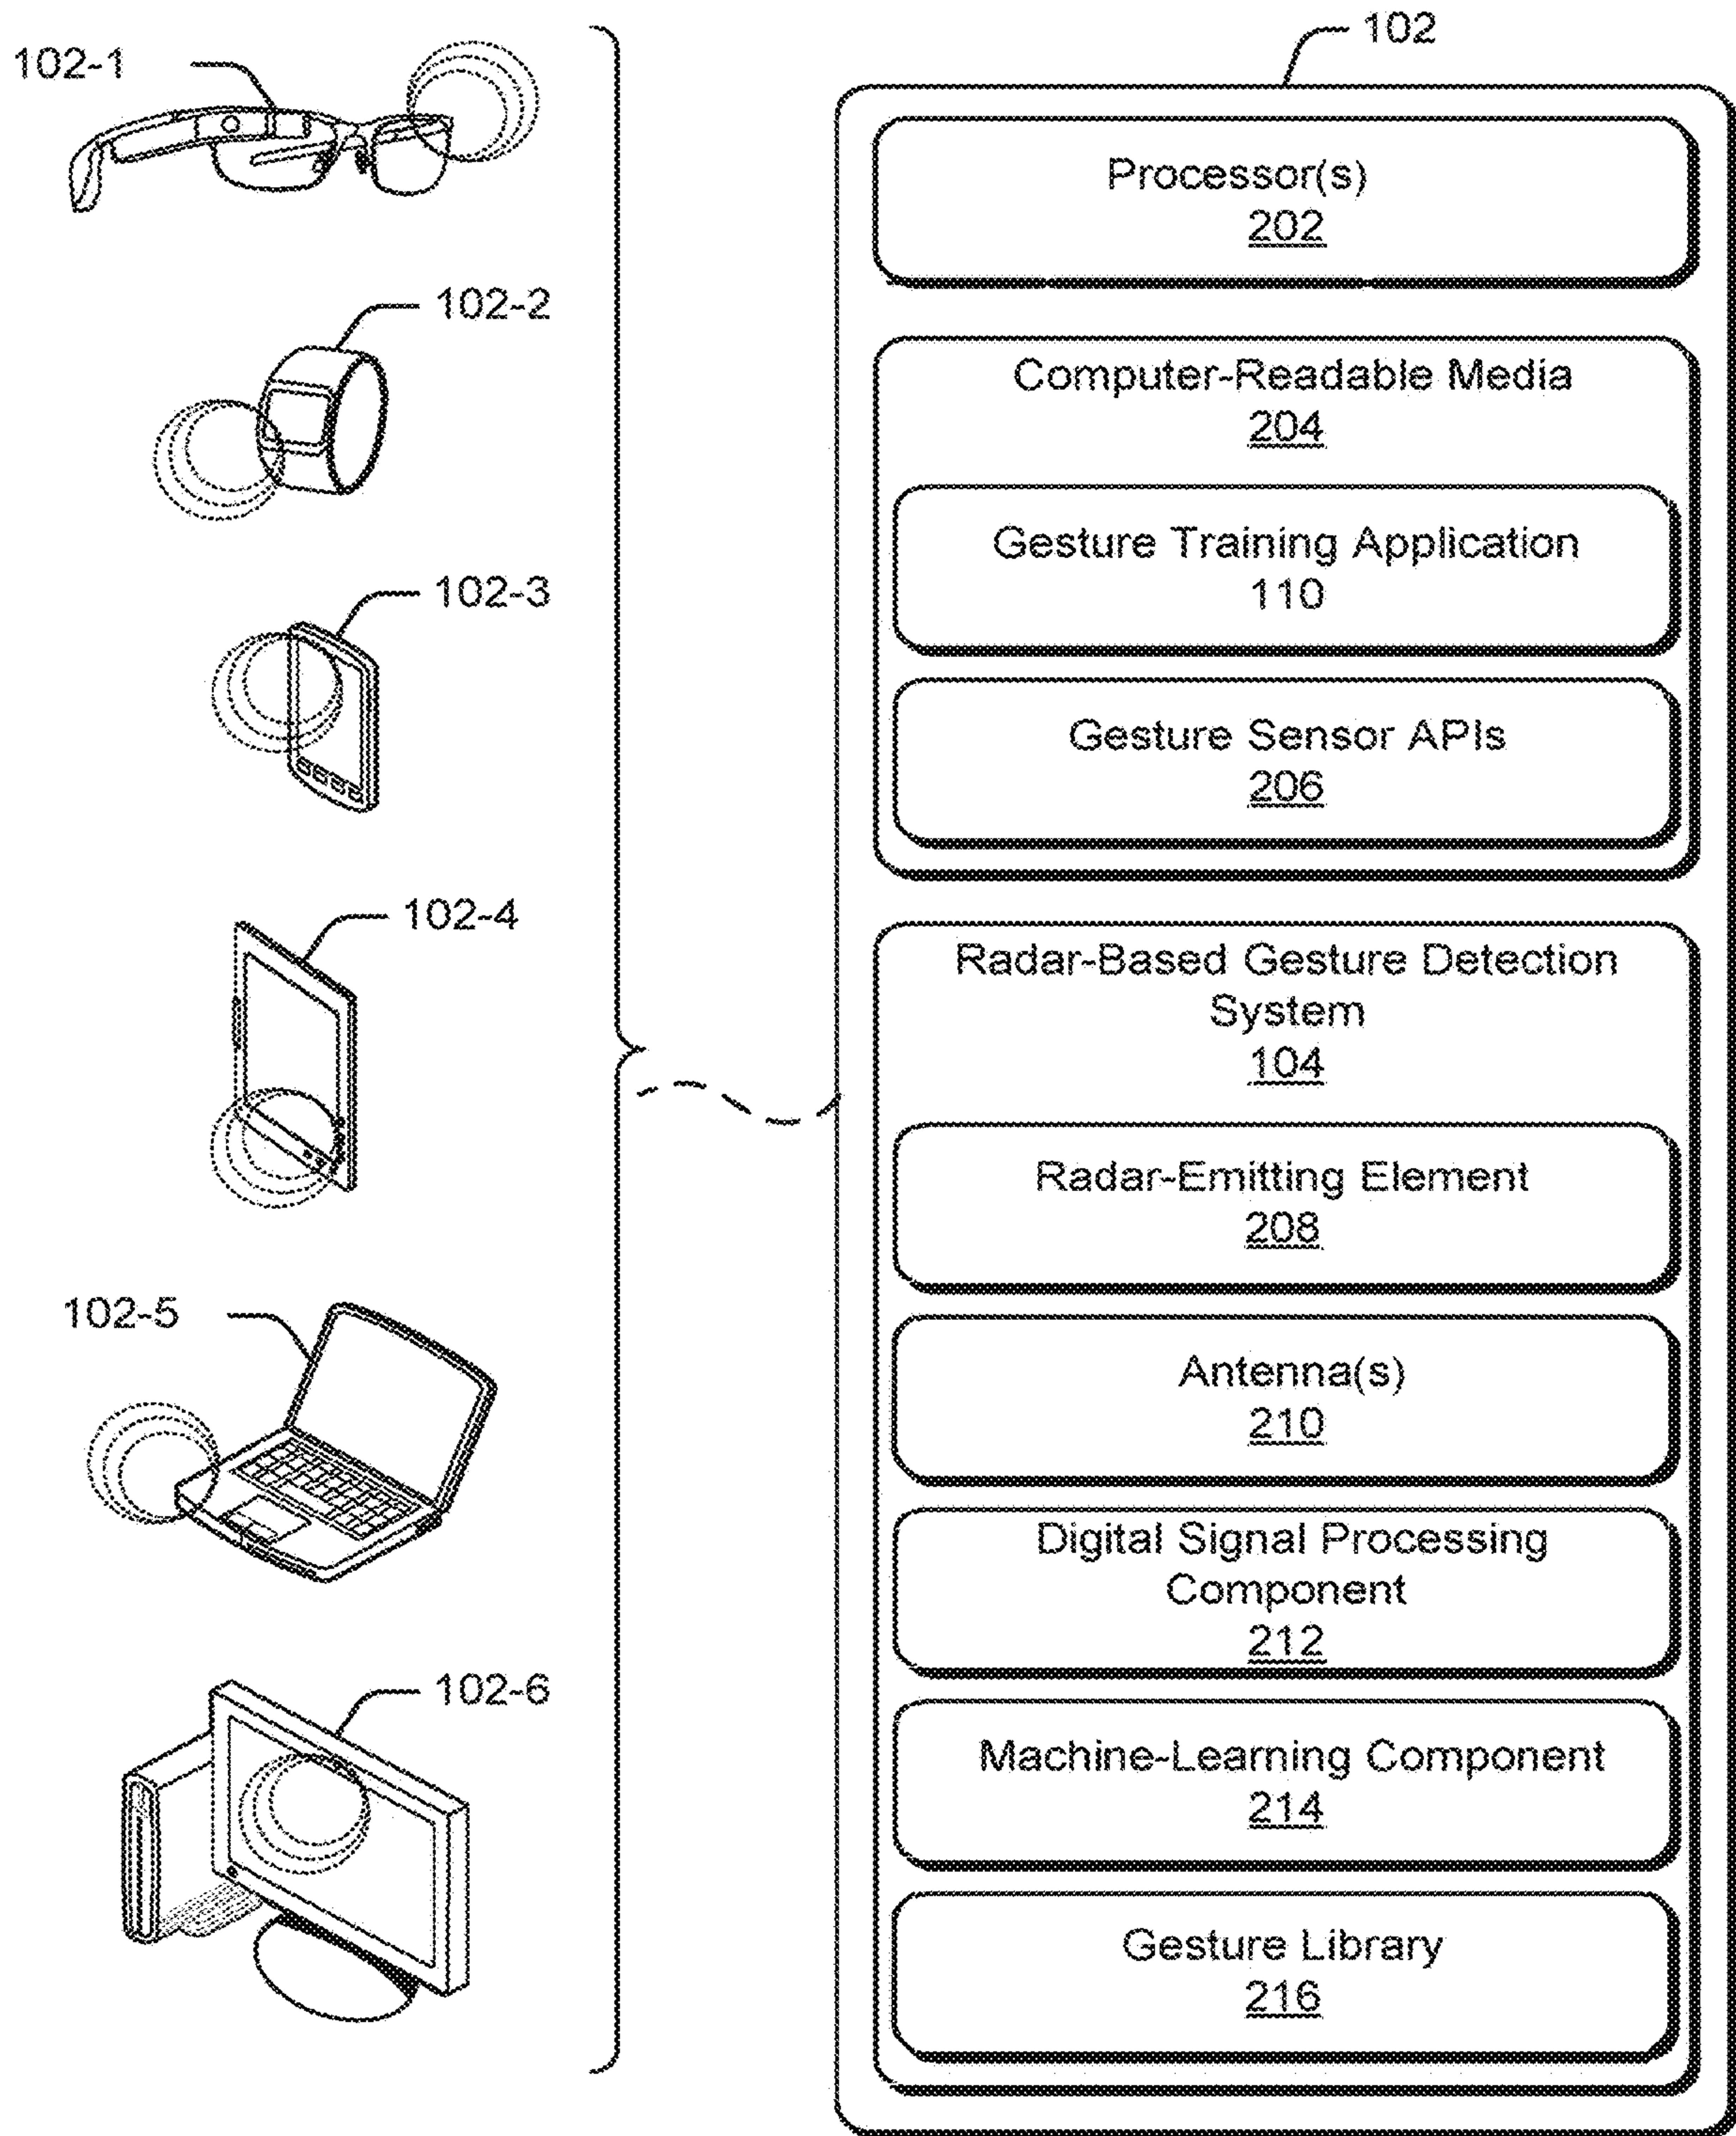 102-1
102-2
102-3
102-4
102-5
102-6
102
Processor(s)
202
Computer-Readable Media
204
Gesture Training Application
110
Gesture Sensor APIs
206
Radar-Based Gesture Detection
System
104
Radar-Emitting Element
208
Antenna(s)
210
Digital Signal Processing
Component
212
Machine-Learning Component
214
Gesture Library
216